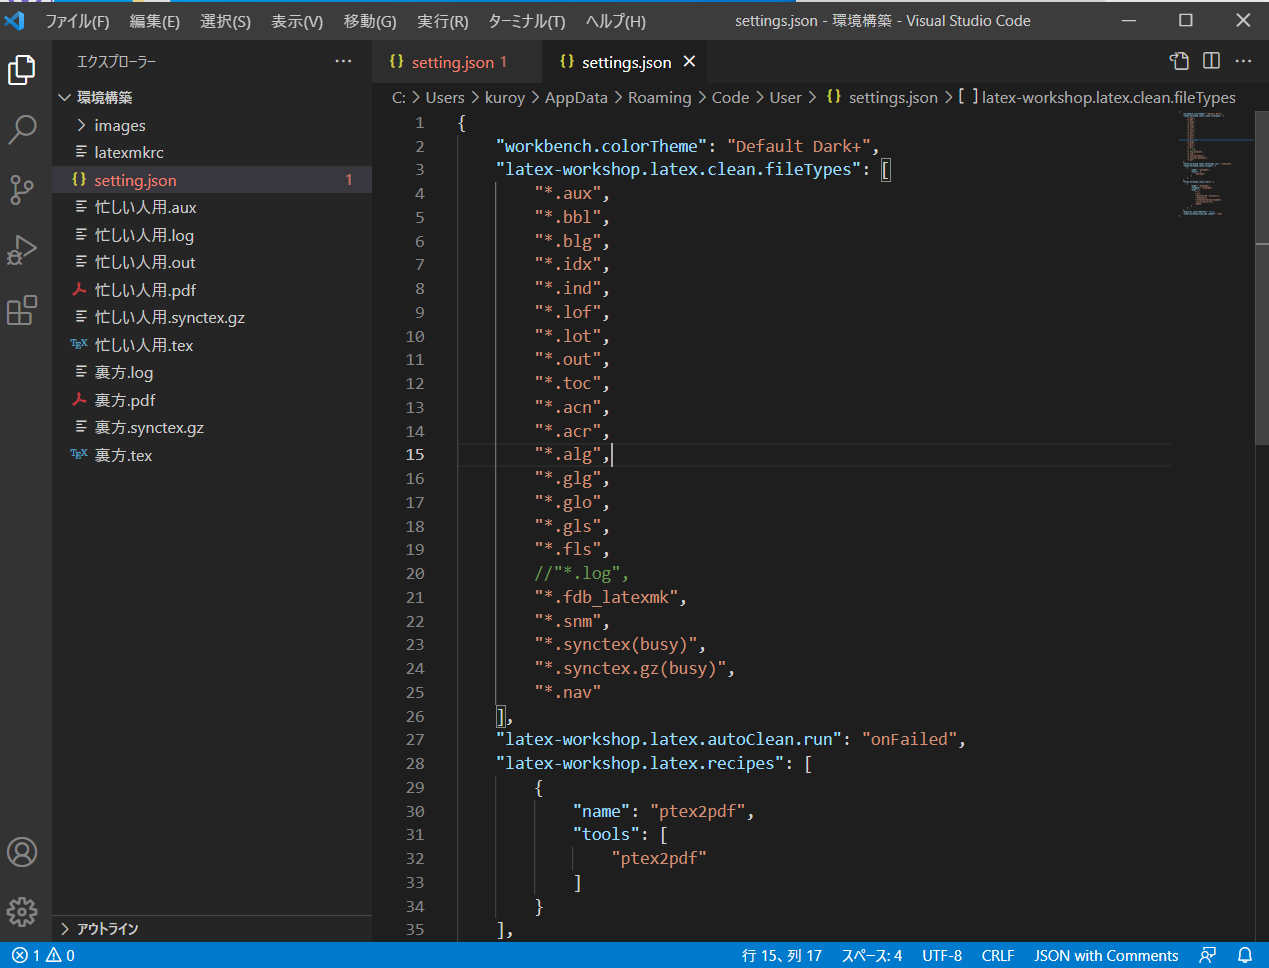 ファイル(F) 編集(E) 選択(S) 表示(V) 移動(G) 実行(R) ターミナル(T) ヘルプ(H) settings.json - 環境構築 - Visual Studio Code
エクスプローラー
環境構築
images
latexmkrc
setting.json 1
忙しい人用.aux
忙しい人用.log
忙しい人用.out
忙しい人用.pdf
忙しい人用.synctex.gz
忙しい人用.tex
裏方.log
裏方.pdf
裏方.synctex.gz
裏方.tex
アウトライン
setting.json 1 settings.json
C: > Users > kuroy > AppData > Roaming > Code > User > {} settings.json > [ ] latex-workshop.latex.clean.fileTypes
1 {
2 "workbench.colorTheme": "Default Dark+",
3 "latex-workshop.latex.clean.fileTypes": [
4 "*.aux",
5 "*.bbl",
6 "*.blg",
7 "*.idx",
8 "*.ind",
9 "*.lof",
10 "*.lot",
11 "*.out",
12 "*.toc",
13 "*.acn",
14 "*.acr",
15 "*.alg",
16 "*.glg",
17 "*.glo",
18 "*.gls",
19 "*.fls",
20 //"*.log",
21 "*.fdb_latexmk",
22 "*.snm",
23 "*.synctex(busy)",
24 "*.synctex.gz(busy)",
25 "*.nav"
26 ],
27 "latex-workshop.latex.autoClean.run": "onFailed",
28 "latex-workshop.latex.recipes": [
29 {
30 "name": "ptex2pdf",
31 "tools": [
32 "ptex2pdf"
33 ]
34 }
35 ],
1 0 行 15、列 17 スペース: 4 UTF-8 CRLF JSON with Comments